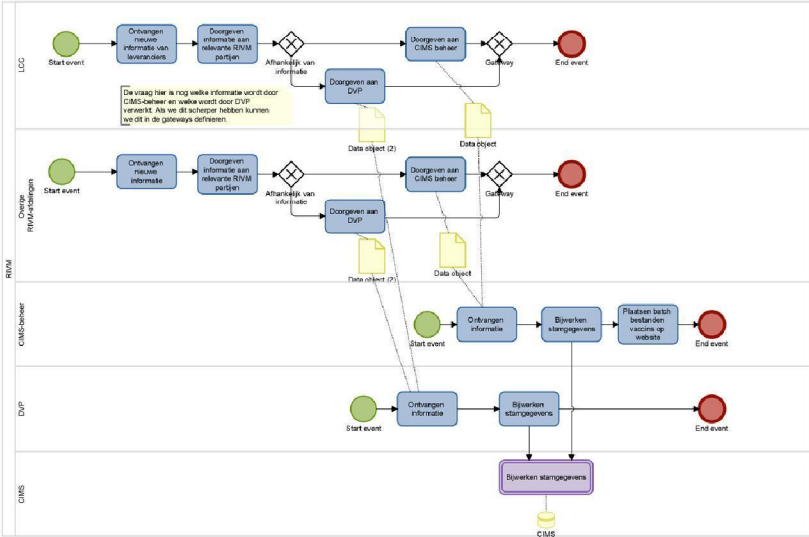 RIVM
LCC
Start event
Ontvangen
nieuwe
informatie van
leveranciers
Doorgeven
informatie aan
relevante RIVM
partijen
Afhankelijk van
informatie
Doorgeven aan
CIMS beheer
Gateway
End event
Doorgeven aan
DVP
De vraag hier is nog welke informatie wordt door
CIMS-beheer en welke wordt door DVP
verwerkt. Als we dit scherper hebben kunnen
we dit in de gateways definieren.
Data object (2)
Data object
Overige
RIVM-afdelingen
Start event
Ontvangen
nieuwe
informatie
Doorgeven
informatie aan
relevante RIVM
partijen
Afhankelijk van
informatie
Doorgeven aan
CIMS beheer
Gateway
End event
Doorgeven aan
DVP
Data object (2)
Data object
CIMS-beheer
Start event
Ontvangen
informatie
Bijwerken
stamgegevens
Plaatsen batch
bestanden
vaccins op
website
End event
DVP
Start event
Ontvangen
informatie
Bijwerken
stamgegevens
End event
CIMS
Bijwerken stamgegevens
CIMS